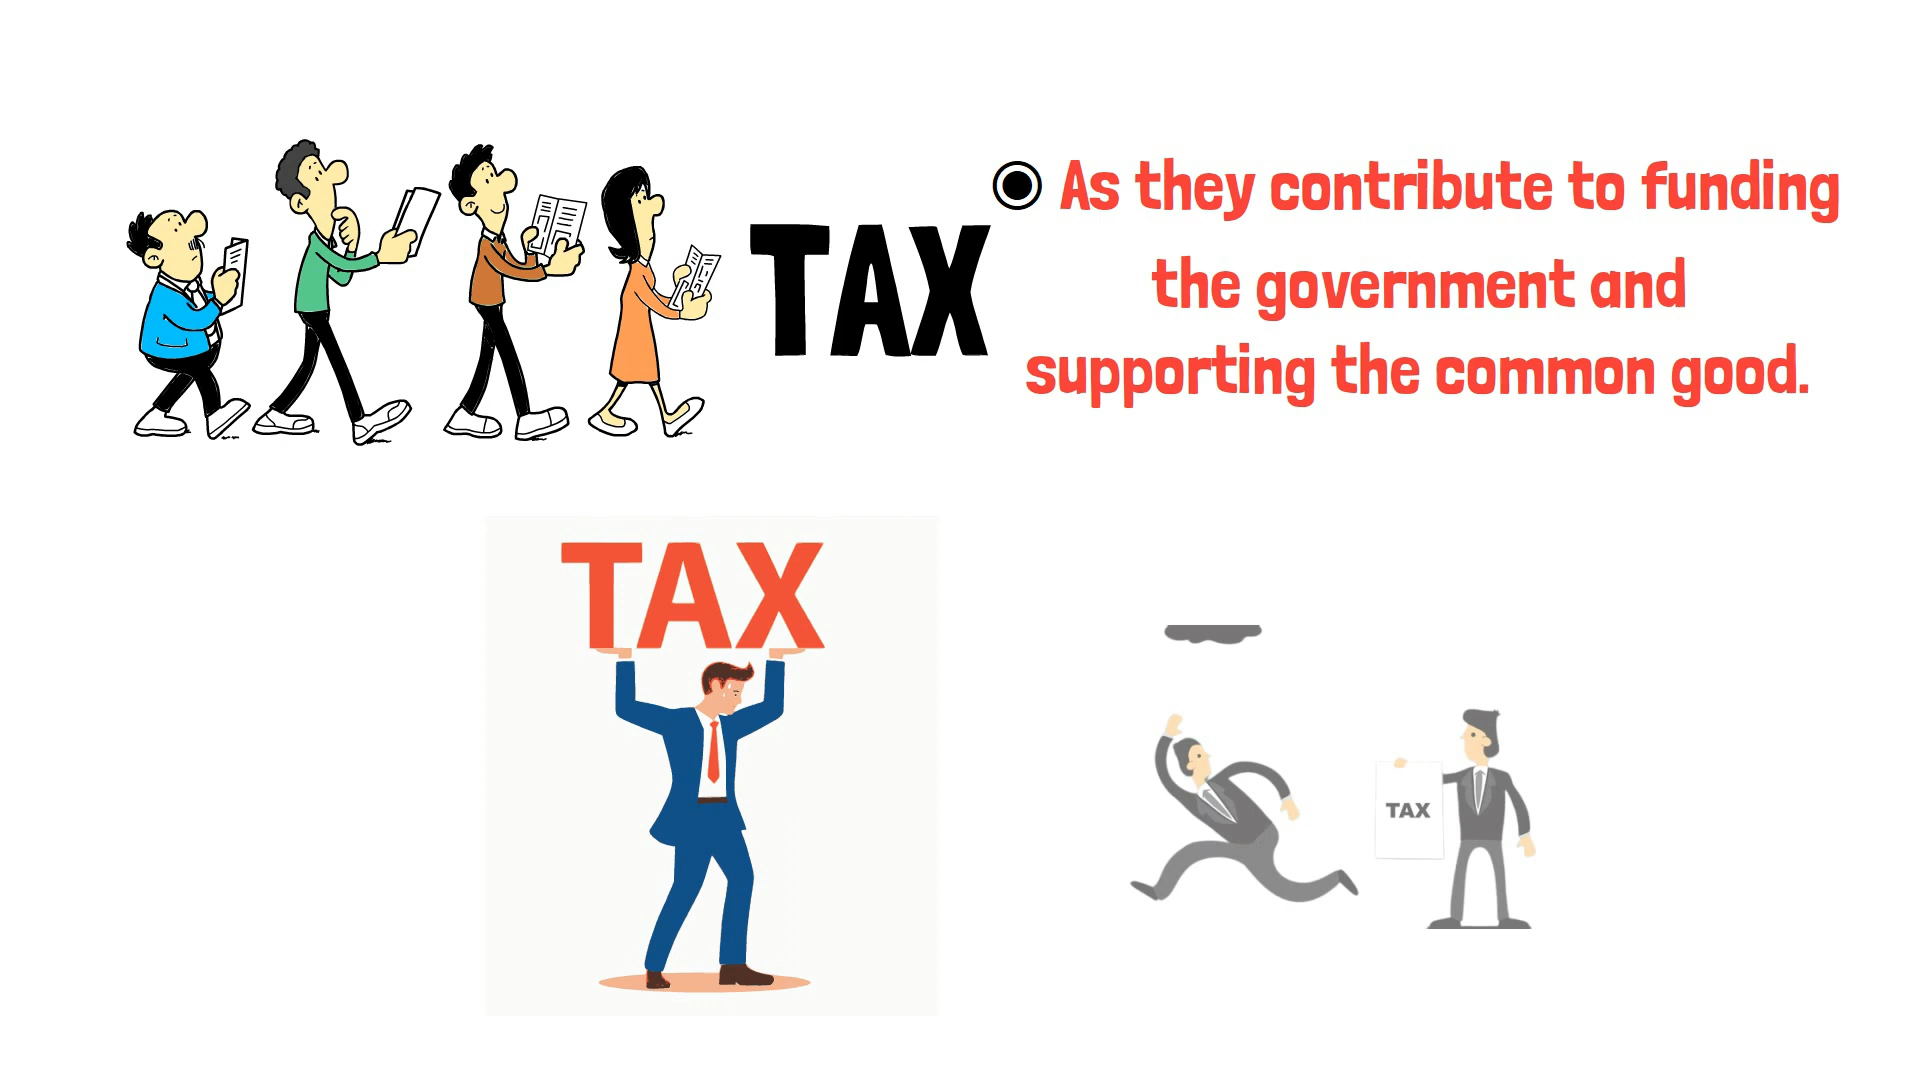 TAX
As they contribute to funding
the government and
supporting the common good.
TAX
TAX